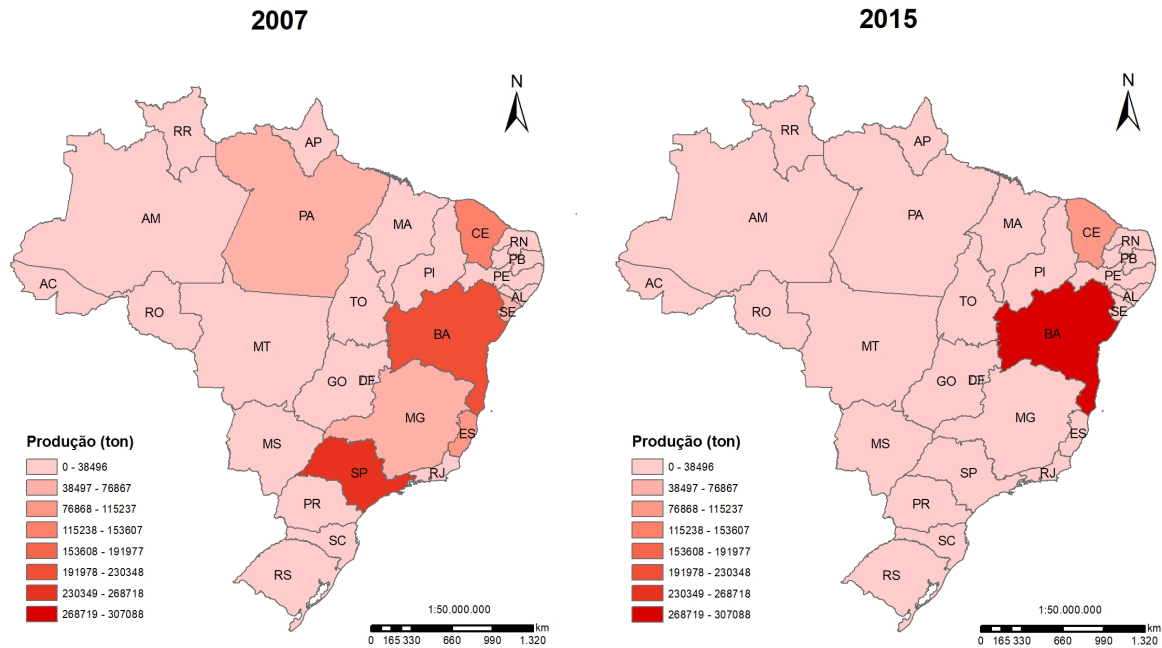 2007
N
RR
AP
AM
PA
MA
CE
RN
PB
PI
PE
AC
AL
SE
TO
RO
BA
MT
GO
DF
MG
MS
ES
SP
RJ
PR
SC
RS
Produção (ton)
0 - 38496
38497 - 76867
76868 - 115237
115238 - 153607
153608 - 191977
191978 - 230348
230349 - 268718
268719 - 307088
1:50.000.000
km
0 165 330 660 990 1.320
2015
N
RR
AP
AM
PA
MA
CE
RN
PB
PI
PE
AC
AL
SE
TO
RO
BA
MT
GO
DF
MG
MS
ES
SP
RJ
PR
SC
RS
Produção (ton)
0 - 38496
38497 - 76867
76868 - 115237
115238 - 153607
153608 - 191977
191978 - 230348
230349 - 268718
268719 - 307088
1:50.000.000
km
0 165 330 660 990 1.320